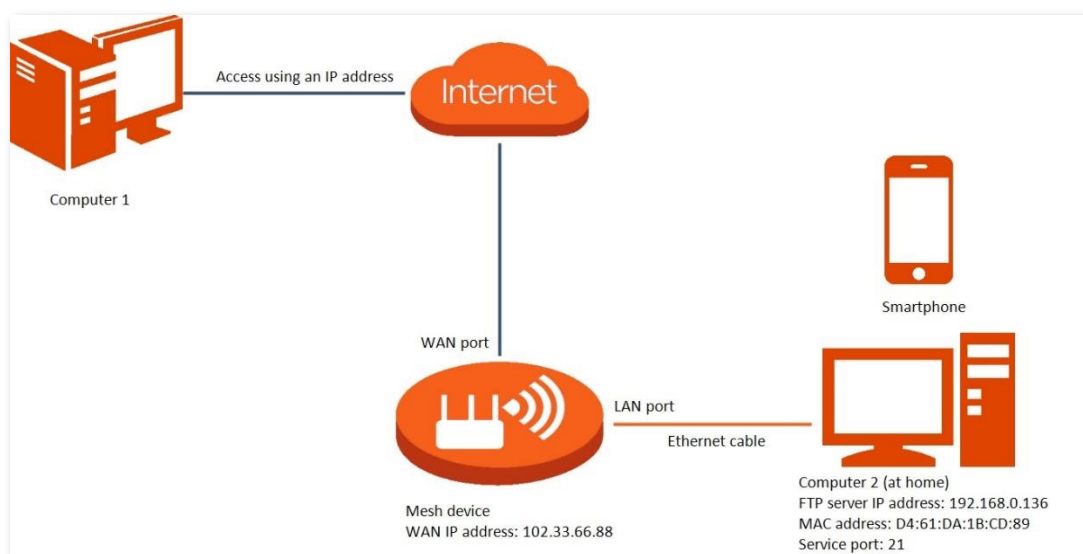 Access using an IP address
Internet
Computer 1
Smartphone
WAN port
LAN port
Ethernet cable
Mesh device
WAN IP address: 102.33.66.88
Computer 2 (at home)
FTP server IP address: 192.168.0.136
MAC address: D4:61:DA:1B:CD:89
Service port: 21